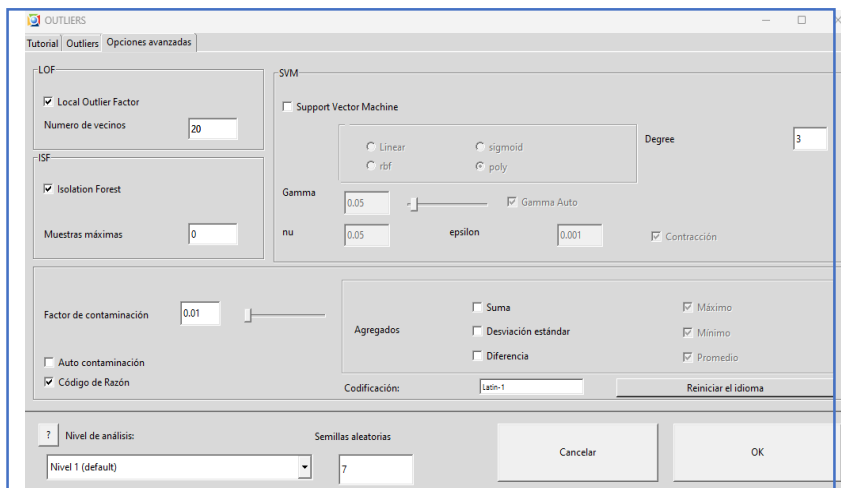 OUTLIERS
Tutorial Outliers Opciones avanzadas
LOF
Local Outlier Factor
Numero de vecinos 20
ISF
Isolation Forest
Muestras máximas 0
SVM
Support Vector Machine
Linear sigmoid
rbf poly
Degree 3
Gamma 0.05 Gamma Auto
nu 0.05 epsilon 0.001 Contracción
Factor de contaminación 0.01
Auto contaminación
Código de Razón
Agregados
Suma Máximo
Desviación estándar Mínimo
Diferencia Promedio
Codificación: Latin-1 Reiniciar el idioma
? Nivel de análisis: Semillas aleatorias
Nivel 1 (default) 7
Cancelar OK